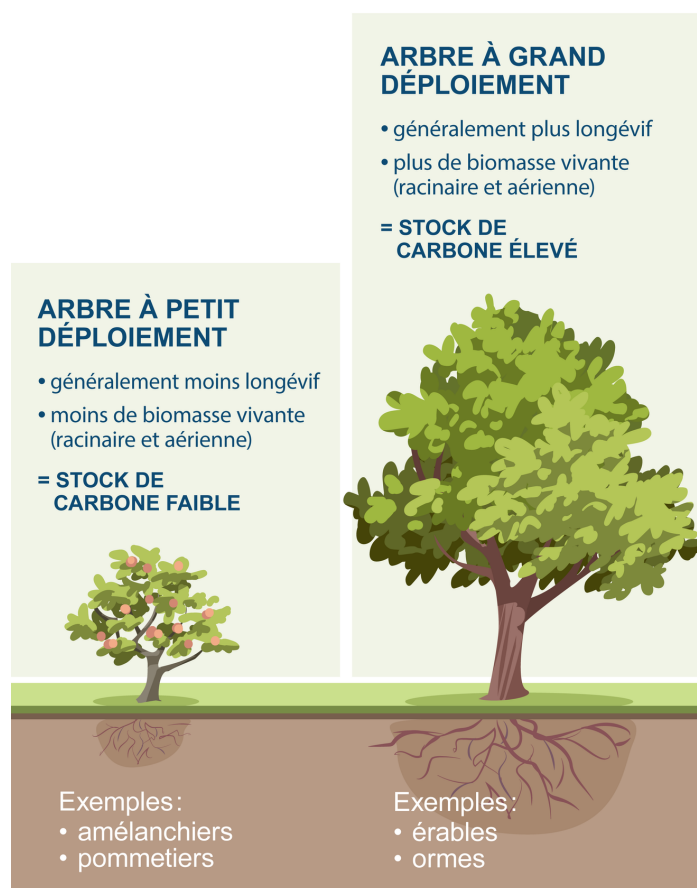 ARBRE À PETIT
DÉPLOIEMENT
• généralement moins longévif
• moins de biomasse vivante
(racinaire et aérienne)
= STOCK DE
CARBONE FAIBLE
Exemples :
• amélanchiers
• pommetiers
ARBRE À GRAND
DÉPLOIEMENT
• généralement plus longévif
• plus de biomasse vivante
(racinaire et aérienne)
= STOCK DE
CARBONE ÉLEVÉ
Exemples :
• érables
• ormes